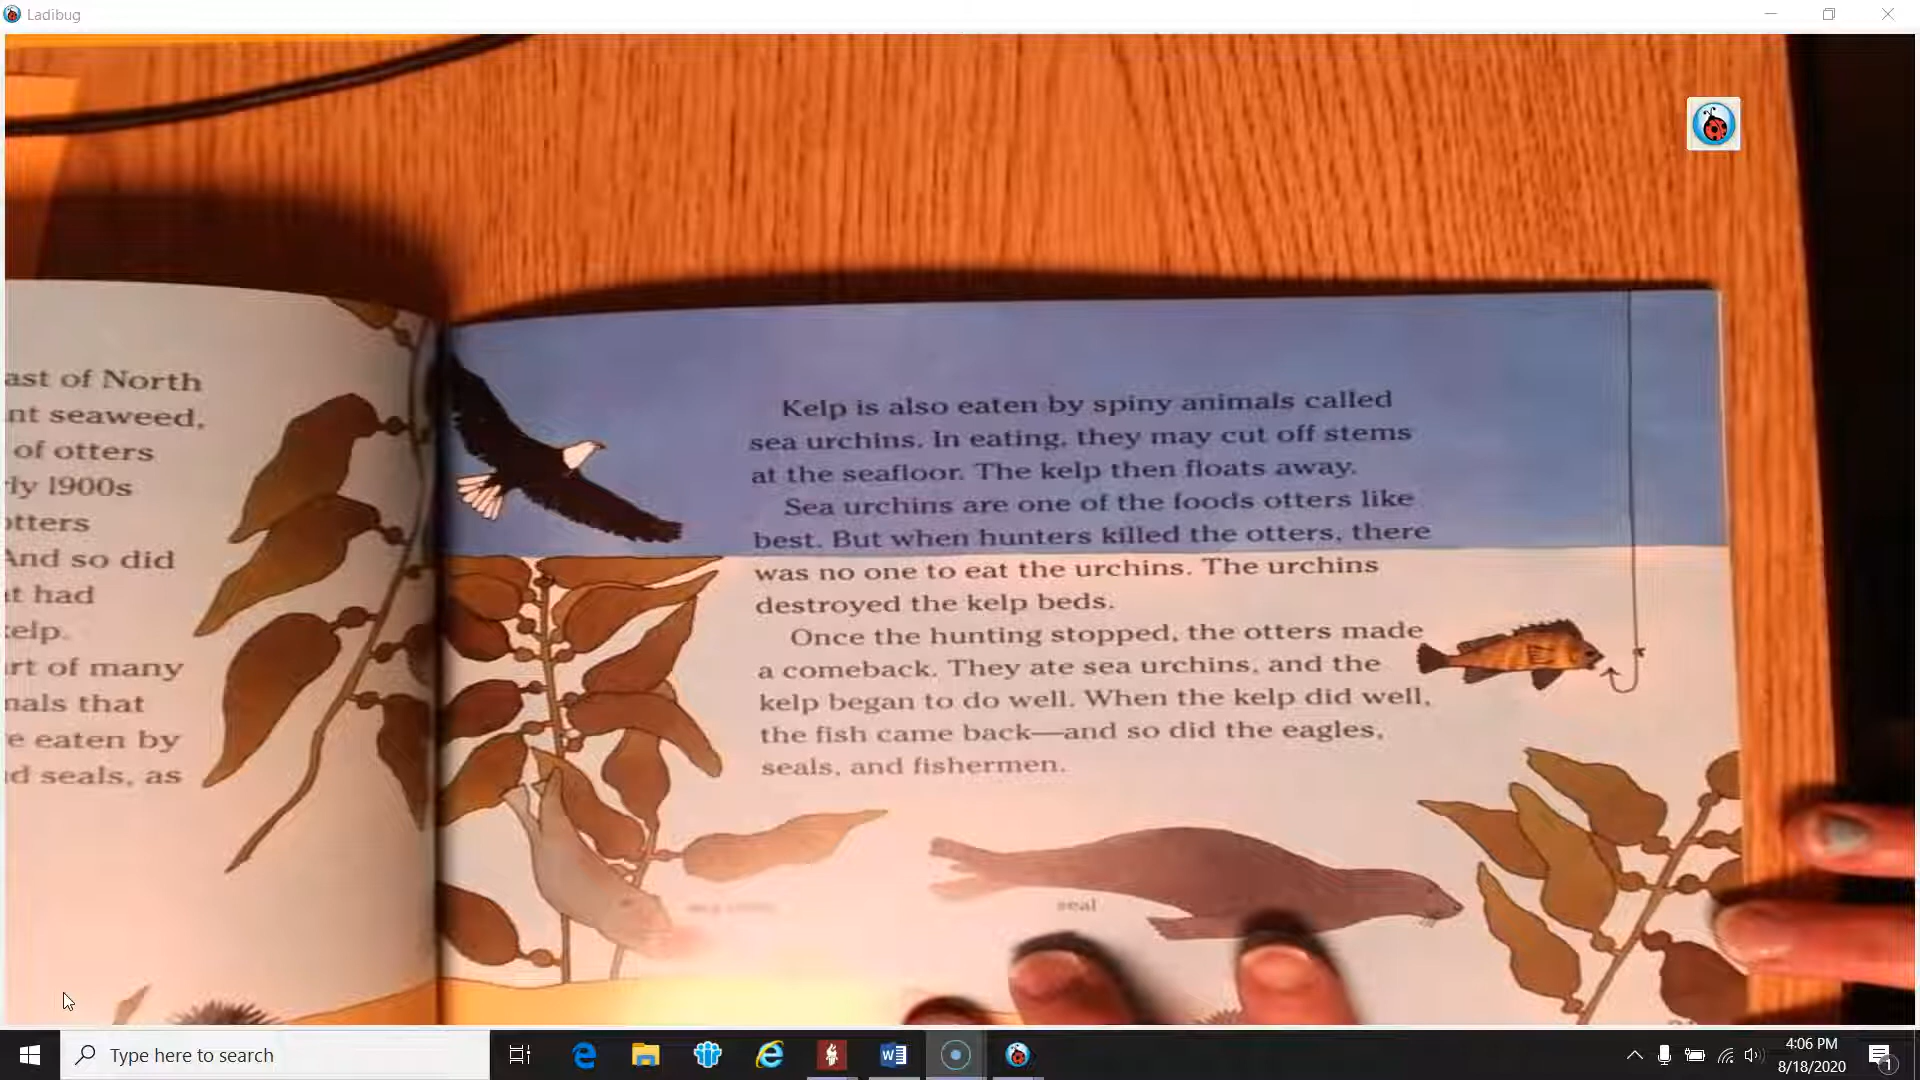 Ladibug
ast of North
nt seaweed,
of otters
ly 1900s
otters
And so did
t had
kelp.
rt of many
nals that
e eaten by
d seals, as
Kelp is also eaten by spiny animals called
sea urchins. In eating, they may cut off stems
at the seafloor. The kelp then floats away.
Sea urchins are one of the foods otters like
best. But when hunters killed the otters, there
was no one to eat the urchins. The urchins
destroyed the kelp beds.
Once the hunting stopped, the otters made
a comeback. They ate sea urchins, and the
kelp began to do well. When the kelp did well,
the fish came back—and so did the eagles,
seals, and fishermen.
seal
Type here to search
4:06 PM
8/18/2020
1